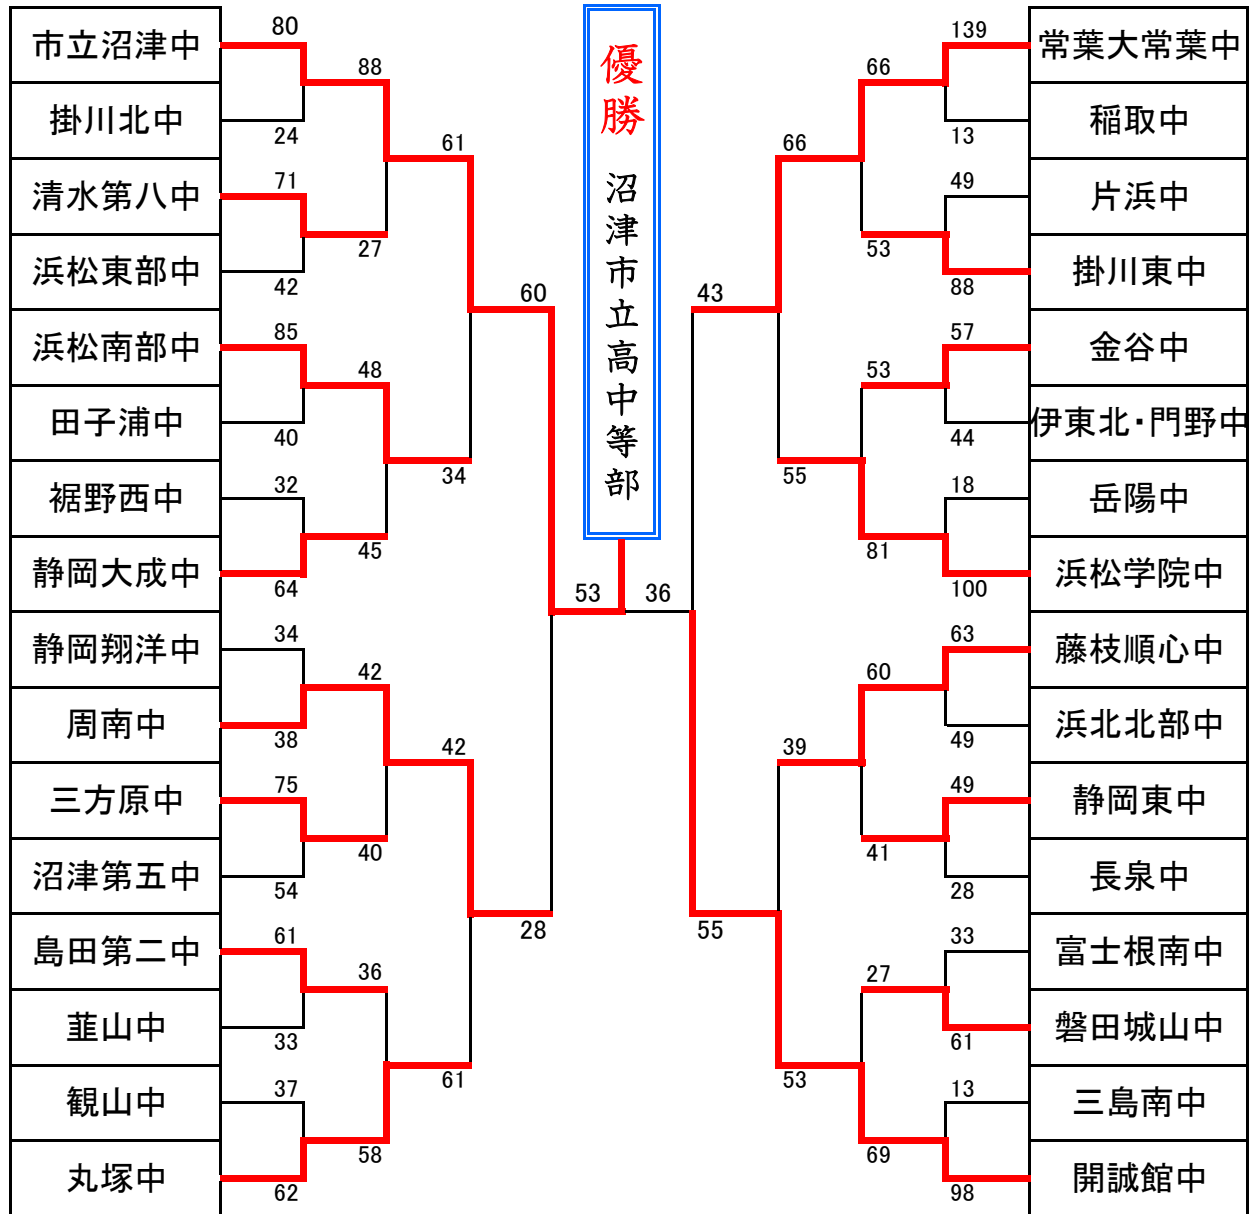 市立沼津中
掛川北中
清水第八中
浜松東部中
浜松南部中
田子浦中
裾野西中
静岡大成中
静岡翔洋中
周南中
三方原中
沼津第五中
島田第二中
韮山中
観山中
丸塚中
80
24
71
42
85
40
32
64
34
38
75
54
61
33
37
62
88
27
48
45
42
40
36
58
61
34
42
61
60
28
53
優勝 沼津市立高中等部
36
43
55
66
55
39
53
66
53
53
81
60
41
27
69
139
13
49
88
57
44
18
100
63
49
49
28
33
61
13
98
常葉大常葉中
稲取中
片浜中
掛川東中
金谷中
伊東北・門野中
岳陽中
浜松学院中
藤枝順心中
浜北北部中
静岡東中
長泉中
富士根南中
磐田城山中
三島南中
開誠館中